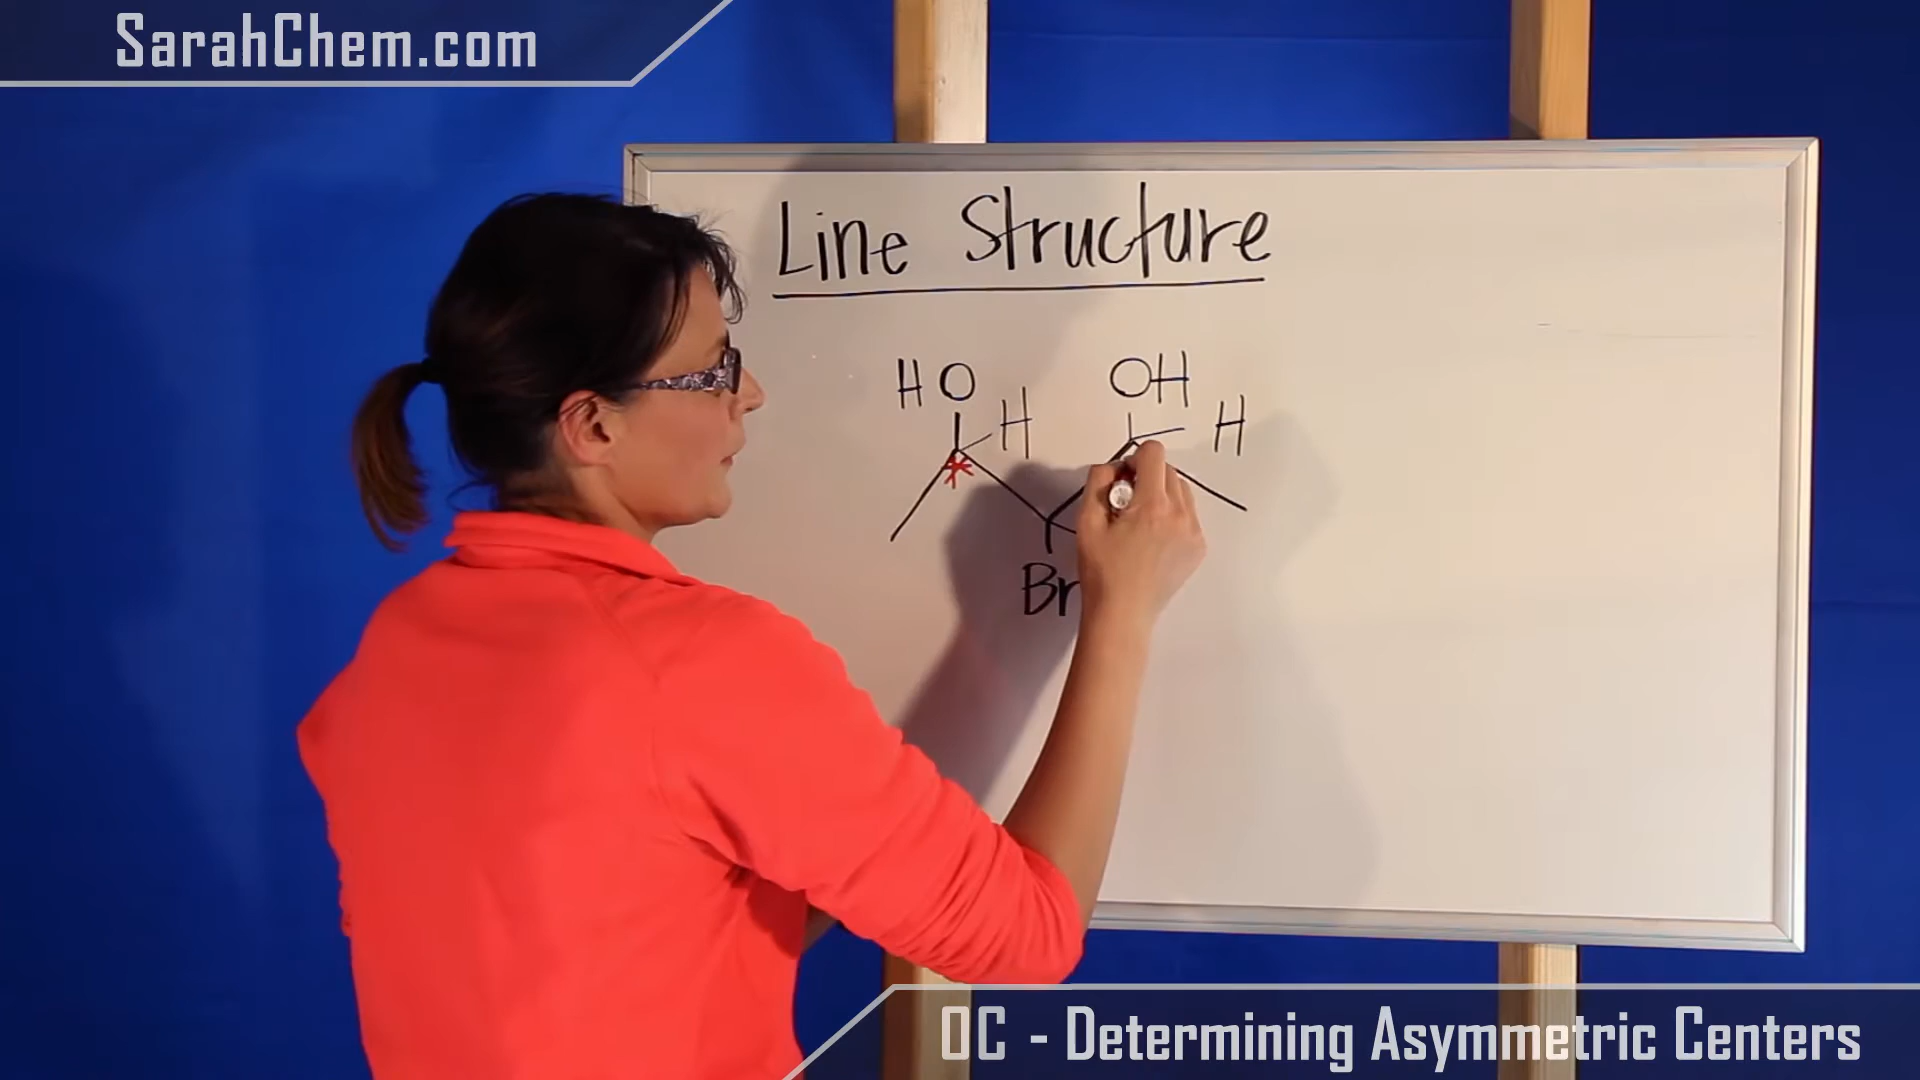 SarahChem.com
Line Structure
HO OH
H H
Br
OC - Determining Asymmetric Centers